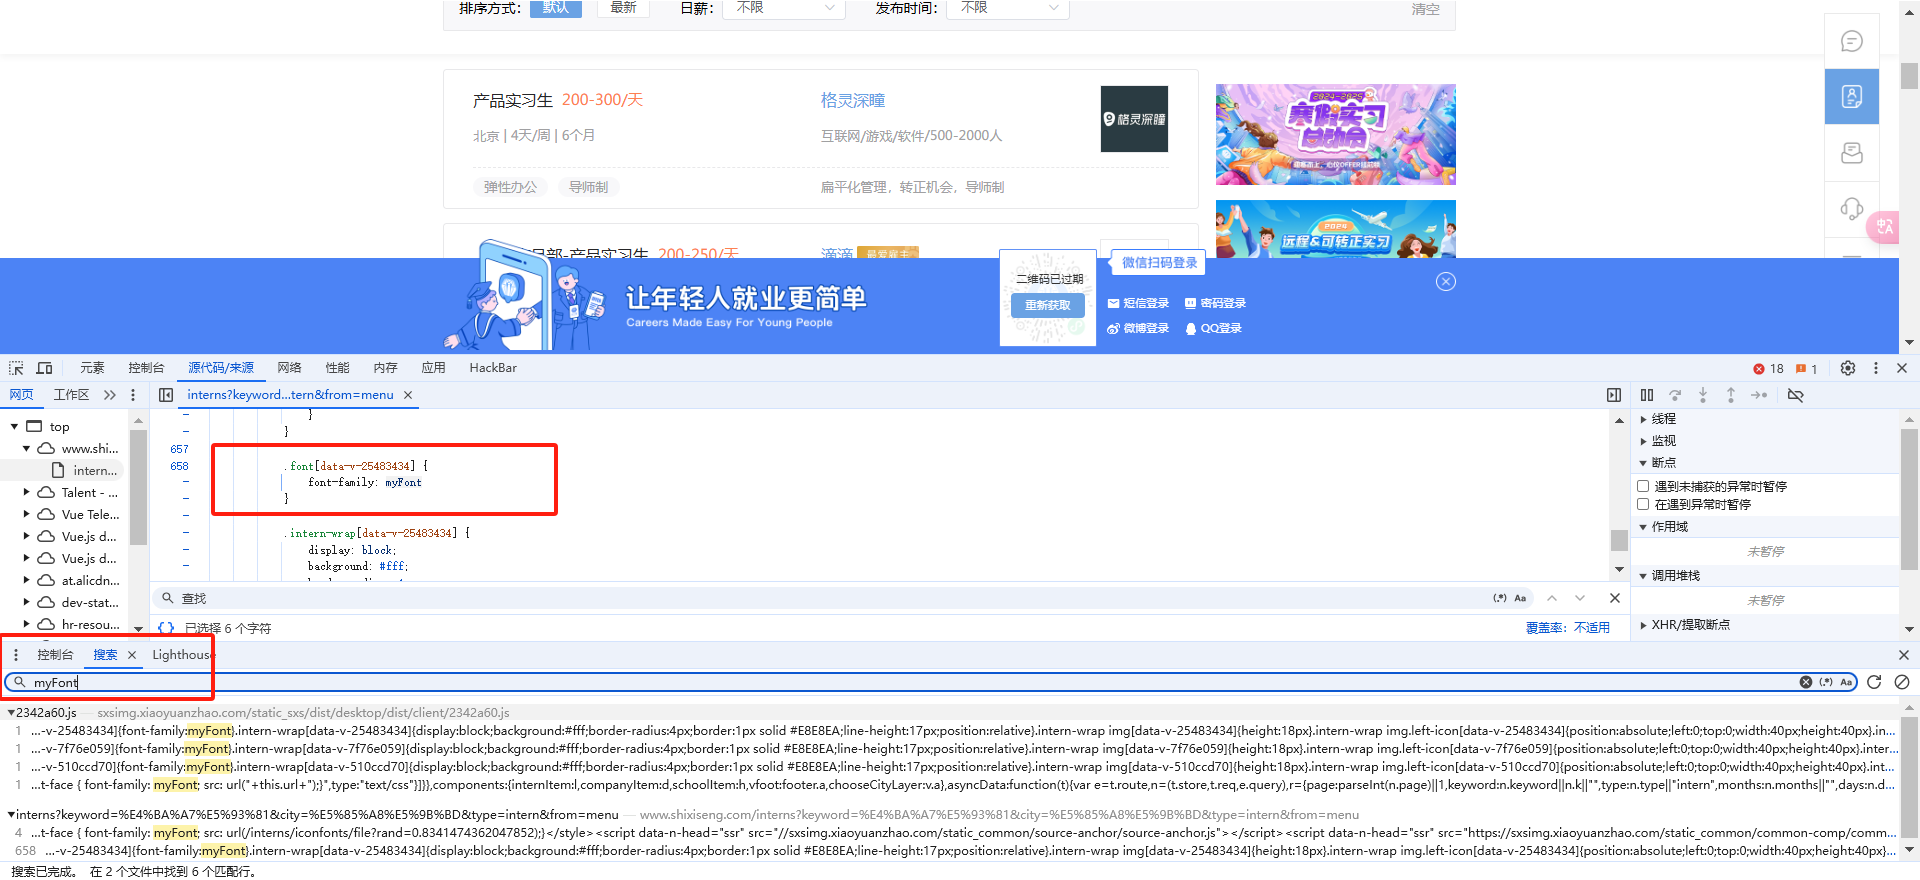 排序方式： 默认 最新 日薪： 不限 发布时间： 不限 清空
产品实习生 200-300/天 格灵深瞳
格灵深瞳
北京 | 4天/周 | 6个月 互联网/游戏/软件/500-2000人
弹性办公 导师制 扁平化管理，转正机会，导师制
2024-2025
寒假实习
总动员
品部-产品实习生 200-250/天 滴滴
2024
远程&可转正实习
让年轻人就业更简单
Careers Made Easy For Young People
二维码已过期
重新获取
微信扫码登录
短信登录 密码登录
微博登录 QQ登录
元素 控制台 源代码/来源 网络 性能 内存 应用 HackBar 18 1
网页 工作区 interns?keyword...tern&from=menu
top
www.shi...
intern...
Talent - ...
Vue Tele...
Vue.js d...
Vue.js d...
at.alicdn...
dev-stat...
hr-resou...
}
}
657
658 .font[data-v-25483434] {
font-family: myFont
}
.intern-wrap[data-v-25483434] {
display: block;
background: #fff;
查找 (.*) Aa
{} 已选择 6 个字符 覆盖率：不适用
线程
监视
断点
遇到未捕获的异常时暂停
在遇到异常时暂停
作用域
未暂停
调用堆栈
未暂停
XHR/提取断点
控制台 搜索 Lighthouse
myFont (.*) Aa
2342a60.js — sxsimg.xiaoyuanzhao.com/static_sxs/dist/desktop/dist/client/2342a60.js
1 ...-v-25483434]{font-family:myFont}.intern-wrap[data-v-25483434]{display:block;background:#fff;border-radius:4px;border:1px solid #E8E8EA;line-height:17px;position:relative}.intern-wrap img[data-v-25483434]{height:18px}.intern-wrap img.left-icon[data-v-25483434]{position:absolute;left:0;top:0;width:40px;height:40px}.in...
1 ...-v-7f76e059]{font-family:myFont}.intern-wrap[data-v-7f76e059]{display:block;background:#fff;border-radius:4px;border:1px solid #E8E8EA;line-height:17px;position:relative}.intern-wrap img[data-v-7f76e059]{height:18px}.intern-wrap img.left-icon[data-v-7f76e059]{position:absolute;left:0;top:0;width:40px;height:40px}.inter...
1 ...-v-510ccd70]{font-family:myFont}.intern-wrap[data-v-510ccd70]{display:block;background:#fff;border-radius:4px;border:1px solid #E8E8EA;line-height:17px;position:relative}.intern-wrap img[data-v-510ccd70]{height:18px}.intern-wrap img.left-icon[data-v-510ccd70]{position:absolute;left:0;top:0;width:40px;height:40px}.int...
1 ...t-face { font-family: myFont; src: url("+this.url+");}",type:"text/css"}]}},components:{internItem:l,companyItem:d,schoolItem:h,vfoot:footer.a,chooseCityLayer:v.a},asyncData:function(t){var e=t.route,n=(t.store,t.req,e.query),r={page:parseInt(n.page)||1,keyword:n.keyword||n.k||"",type:n.type||"intern",months:n.months||"",days:n.d...
interns?keyword=%E4%BA%A7%E5%93%81&city=%E5%85%A8%E5%9B%BD&type=intern&from=menu — www.shixiseng.com/interns?keyword=%E4%BA%A7%E5%93%81&city=%E5%85%A8%E5%9B%BD&type=intern&from=menu
4 ...t-face { font-family: myFont; src: url(/interns/iconfonts/file?rand=0.8341474362047852);}</style><script data-n-head="ssr" src="//sxsimg.xiaoyuanzhao.com/static_common/source-anchor/source-anchor.js"></script><script data-n-head="ssr" src="https://sxsimg.xiaoyuanzhao.com/static_common/common-comp/comm...
658 ...-v-25483434]{font-family:myFont}.intern-wrap[data-v-25483434]{display:block;background:#fff;border-radius:4px;border:1px solid #E8E8EA;line-height:17px;position:relative}.intern-wrap img[data-v-25483434]{height:18px}.intern-wrap img.left-icon[data-v-25483434]{position:absolute;left:0;top:0;width:40px;height:40px}...
搜索已完成。 在 2 个文件中找到 6 个匹配行。